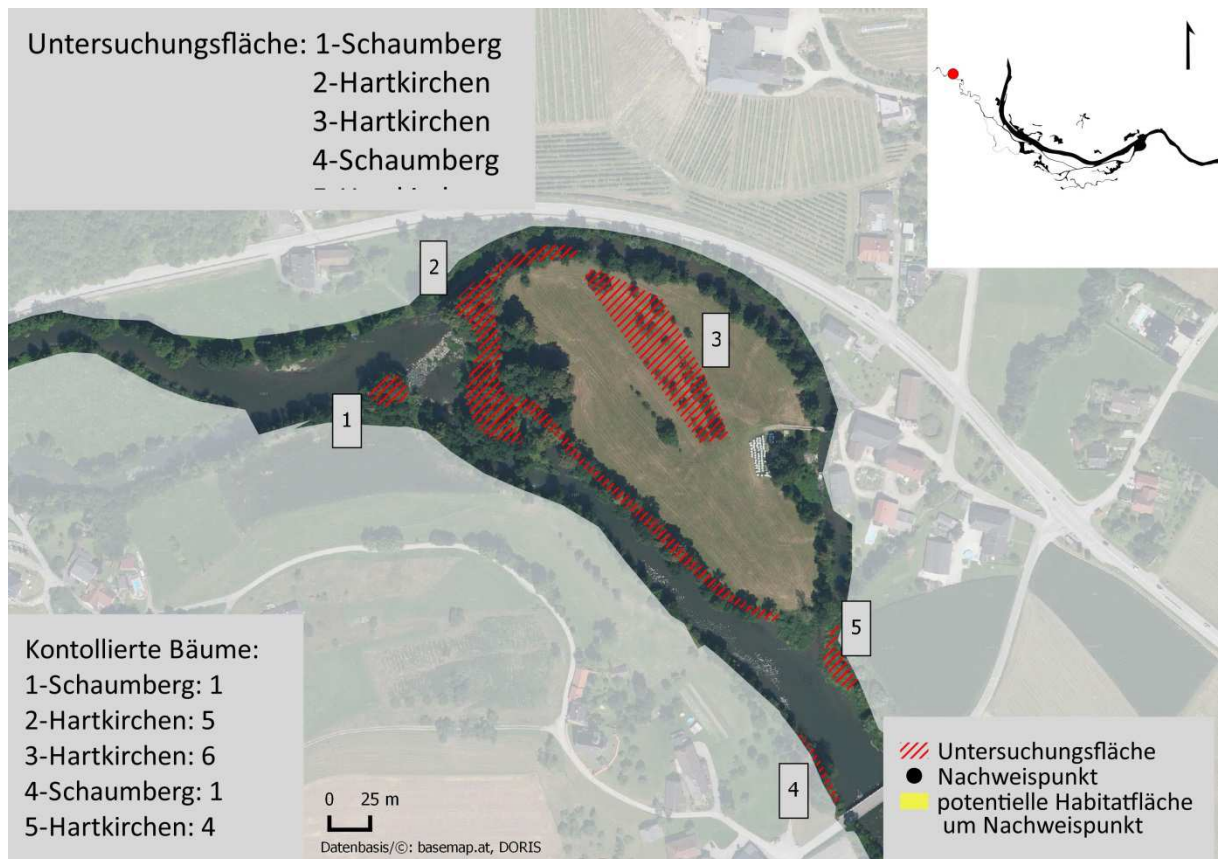 Untersuchungsfläche: 1-Schaumberg
2-Hartkirchen
3-Hartkirchen
4-Schaumberg
2
3
1
5
4
Kontollierte Bäume:
1-Schaumberg: 1
2-Hartkirchen: 5
3-Hartkirchen: 6
4-Schaumberg: 1
5-Hartkirchen: 4
0 25 m
Datenbasis/©: basemap.at, DORIS
Untersuchungsfläche
Nachweispunkt
potentielle Habitatfläche
um Nachweispunkt